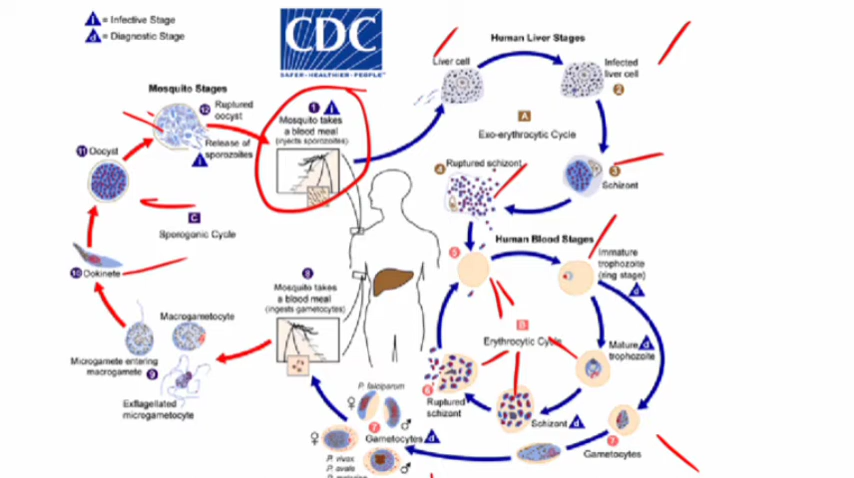 i = Infective Stage
d = Diagnostic Stage
CDC
SAFER·HEALTHIER·PEOPLE™
Human Liver Stages
Liver cell
Infected
liver cell
2
A
Exo-erythrocytic Cycle
Mosquito Stages
12 Ruptured
oocyst
1 i
Mosquito takes
a blood meal
(injects sporozoites)
Release of
sporozoites
i
11 Oocyst
4 Ruptured schizont
3
Schizont
C
Sporogonic Cycle
Human Blood Stages
5
Immature
trophozoite
(ring stage)
d
10 Ookinete
8
Mosquito takes
a blood meal
(ingests gametocytes)
Macrogametocyte
B
Erythrocytic Cycle
Mature d
trophozoite
Microgamete entering
macrogamete 9
Exflagellated
microgametocyte
6
Ruptured
schizont
Schizont d
P. falciparum
♀
♂
7
Gametocytes d
7
Gametocytes
♀
♂
P. vivax
P. ovale